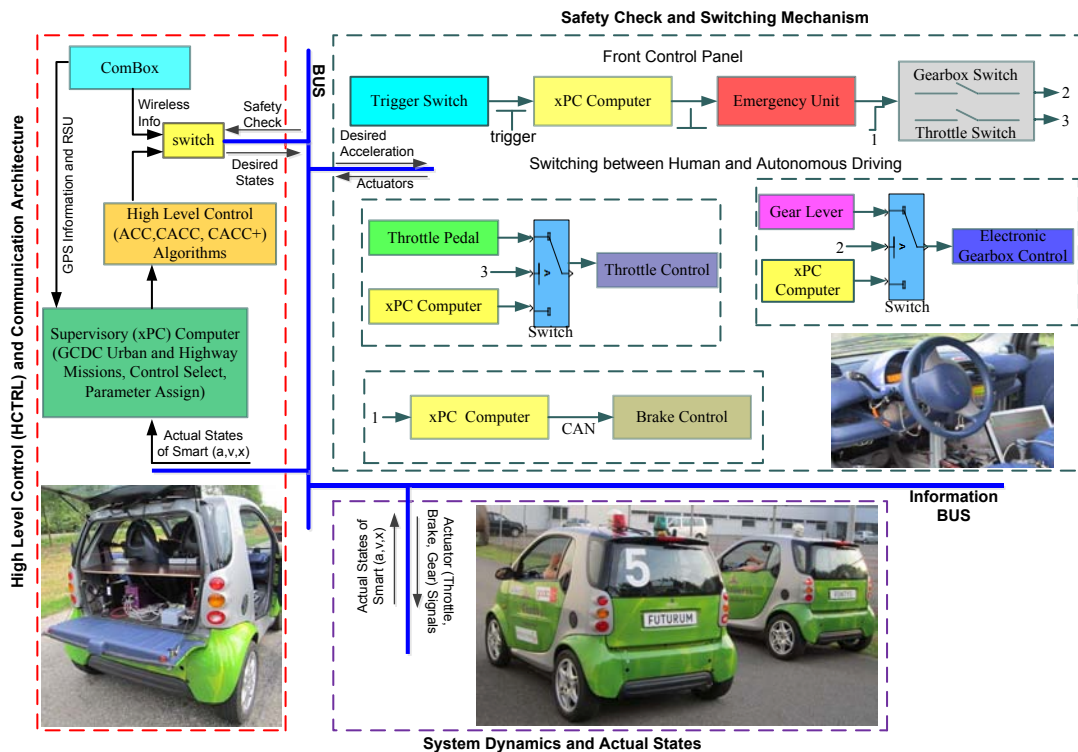 Safety Check and Switching Mechanism
High Level Control (HCTRL) and Communication Architecture
ComBox
Wireless
Info
Safety
Check
switch
Desired
States
GPS Information and RSU
High Level Control
(ACC,CACC, CACC+)
Algorithms
Supervisory (xPC) Computer
(GCDC Urban and Highway
Missions, Control Select,
Parameter Assign)
Actual States
of Smart (a,v,x)
BUS
Desired
Acceleration
Actuators
Front Control Panel
Trigger Switch
trigger
xPC Computer
Emergency Unit
1
Gearbox Switch
Throttle Switch
2
3
Switching between Human and Autonomous Driving
Throttle Pedal
3
>
xPC Computer
Switch
Throttle Control
Gear Lever
2
>
xPC
Computer
Switch
Electronic
Gearbox Control
1
xPC Computer
CAN
Brake Control
Information
BUS
Actual States of
Smart (a,v,x)
Actuator (Throttle,
Brake, Gear) Signals
5
FUTURUM
System Dynamics and Actual States